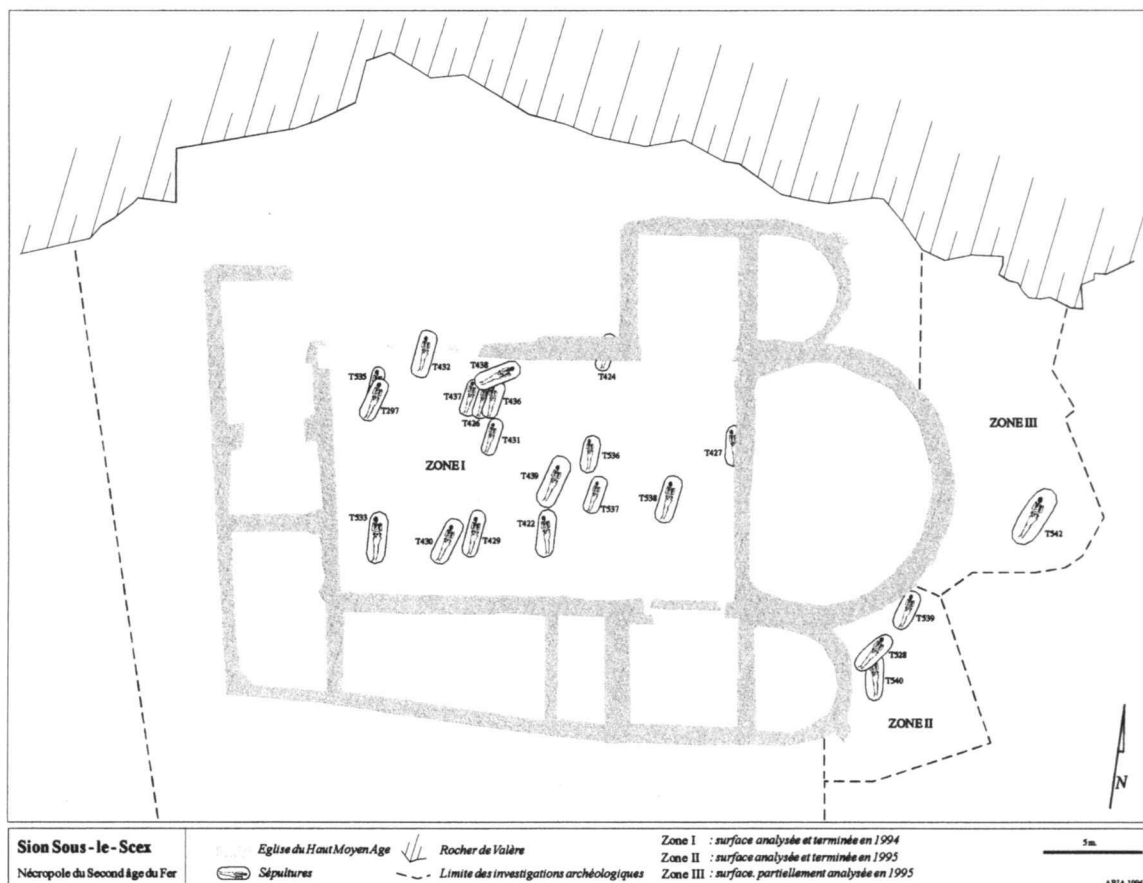 T432
T438
T424
T535
T297
T437
T436
T426
T431
ZONE III
T427
T536
ZONE I
T439
T537
T538
T533
T422
T430
T429
T542
T539
T528
T540
ZONE II
N
Sion Sous-le-Scex
Nécropole du Second âge du Fer
Eglise du Haut Moyen Age
Sépultures
Rocher de Valère
Limite des investigations archéologiques
Zone I : surface analysée et terminée en 1994
Zone II : surface analysée et terminée en 1995
Zone III : surface. partiellement analysée en 1995
5m.